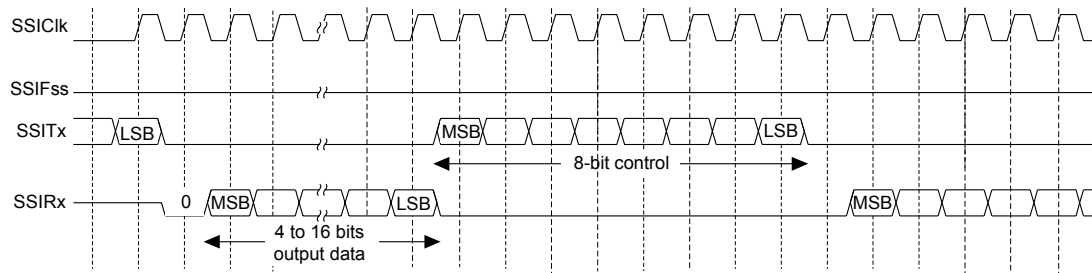 SSIClk
SSIFss
SSITx
LSB
MSB
LSB
8-bit control
SSIRx
0
MSB
LSB
MSB
4 to 16 bits
output data